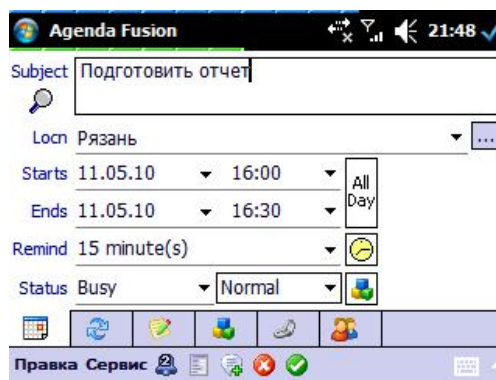 Agenda Fusion 21:48
Subject Подготовить отчет
Locn Рязань ...
Starts 11.05.10 16:00
All Day
Ends 11.05.10 16:30
Remind 15 minute(s)
Status Busy Normal
Правка Сервис